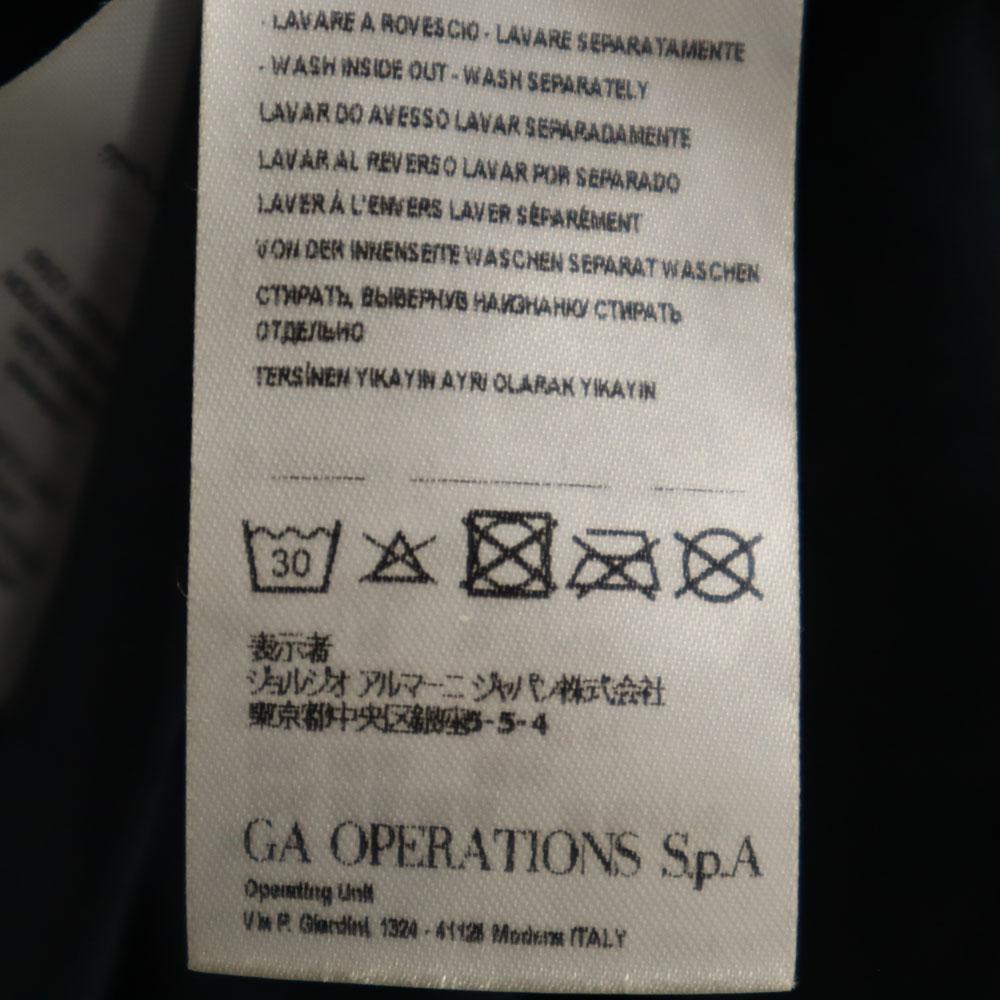 - LAVARE A ROVESCIO - LAVARE SEPARATAMENTE
- WASH INSIDE OUT - WASH SEPARATELY
LAVAR DO AVESSO LAVAR SEPARADAMENTE
LAVAR AL REVERSO LAVAR POR SEPARADO
LAVER À L'ENVERS LAVER SÉPARÉMENT
VON DER INNENSEITE WASCHEN SEPARAT WASCHEN
СТИРАТЬ, ВЫВЕРНУВ НАИЗНАНКУ СТИРАТЬ
ОТДЕЛЬНО
TERSİNEN YIKAYIN AYRI OLARAK YIKAYIN
30
表示者
ジョルジオ アルマーニ ジャパン株式会社
東京都中央区銀座5-5-4
GA OPERATIONS S.p.A
Operating Unit
Via P. Giardini, 1324 - 41126 Modena ITALY